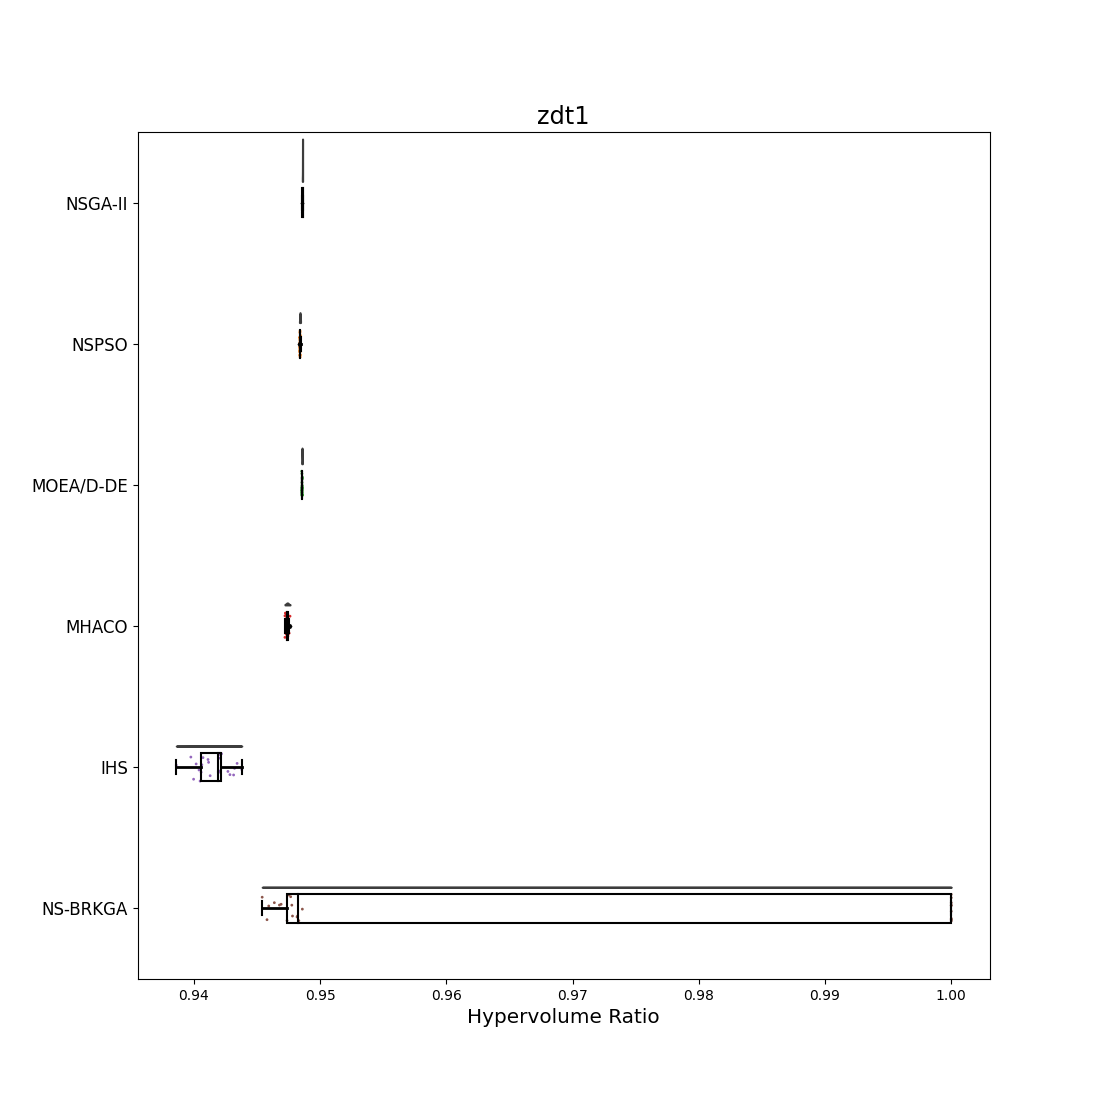 zdt1
NSGA-II
NSPSO
MOEA/D-DE
MHACO
IHS
NS-BRKGA
0.94 0.95 0.96 0.97 0.98 0.99 1.00
Hypervolume Ratio